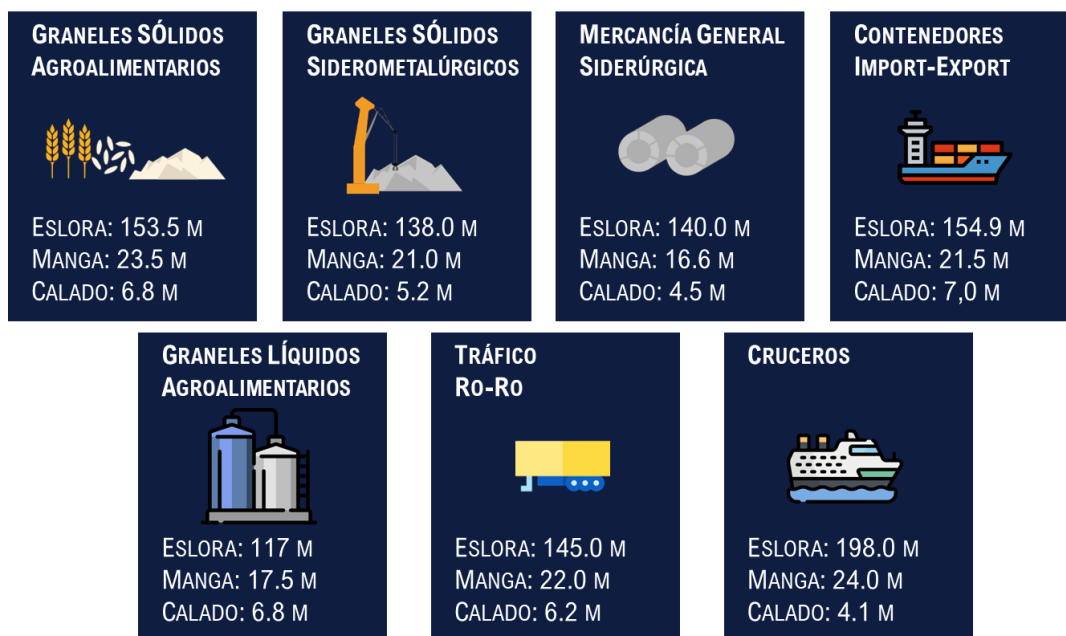 GRANELES SÓLIDOS
AGROALIMENTARIOS
ESLORA: 153.5 M
MANGA: 23.5 M
CALADO: 6.8 M
GRANELES SÓLIDOS
SIDEROMETALÚRGICOS
ESLORA: 138.0 M
MANGA: 21.0 M
CALADO: 5.2 M
MERCANCÍA GENERAL
SIDERÚRGICA
ESLORA: 140.0 M
MANGA: 16.6 M
CALADO: 4.5 M
CONTENEDORES
IMPORT-EXPORT
ESLORA: 154.9 M
MANGA: 21.5 M
CALADO: 7,0 M
GRANELES LÍQUIDOS
AGROALIMENTARIOS
ESLORA: 117 M
MANGA: 17.5 M
CALADO: 6.8 M
TRÁFICO
RO-RO
ESLORA: 145.0 M
MANGA: 22.0 M
CALADO: 6.2 M
CRUCEROS
ESLORA: 198.0 M
MANGA: 24.0 M
CALADO: 4.1 M